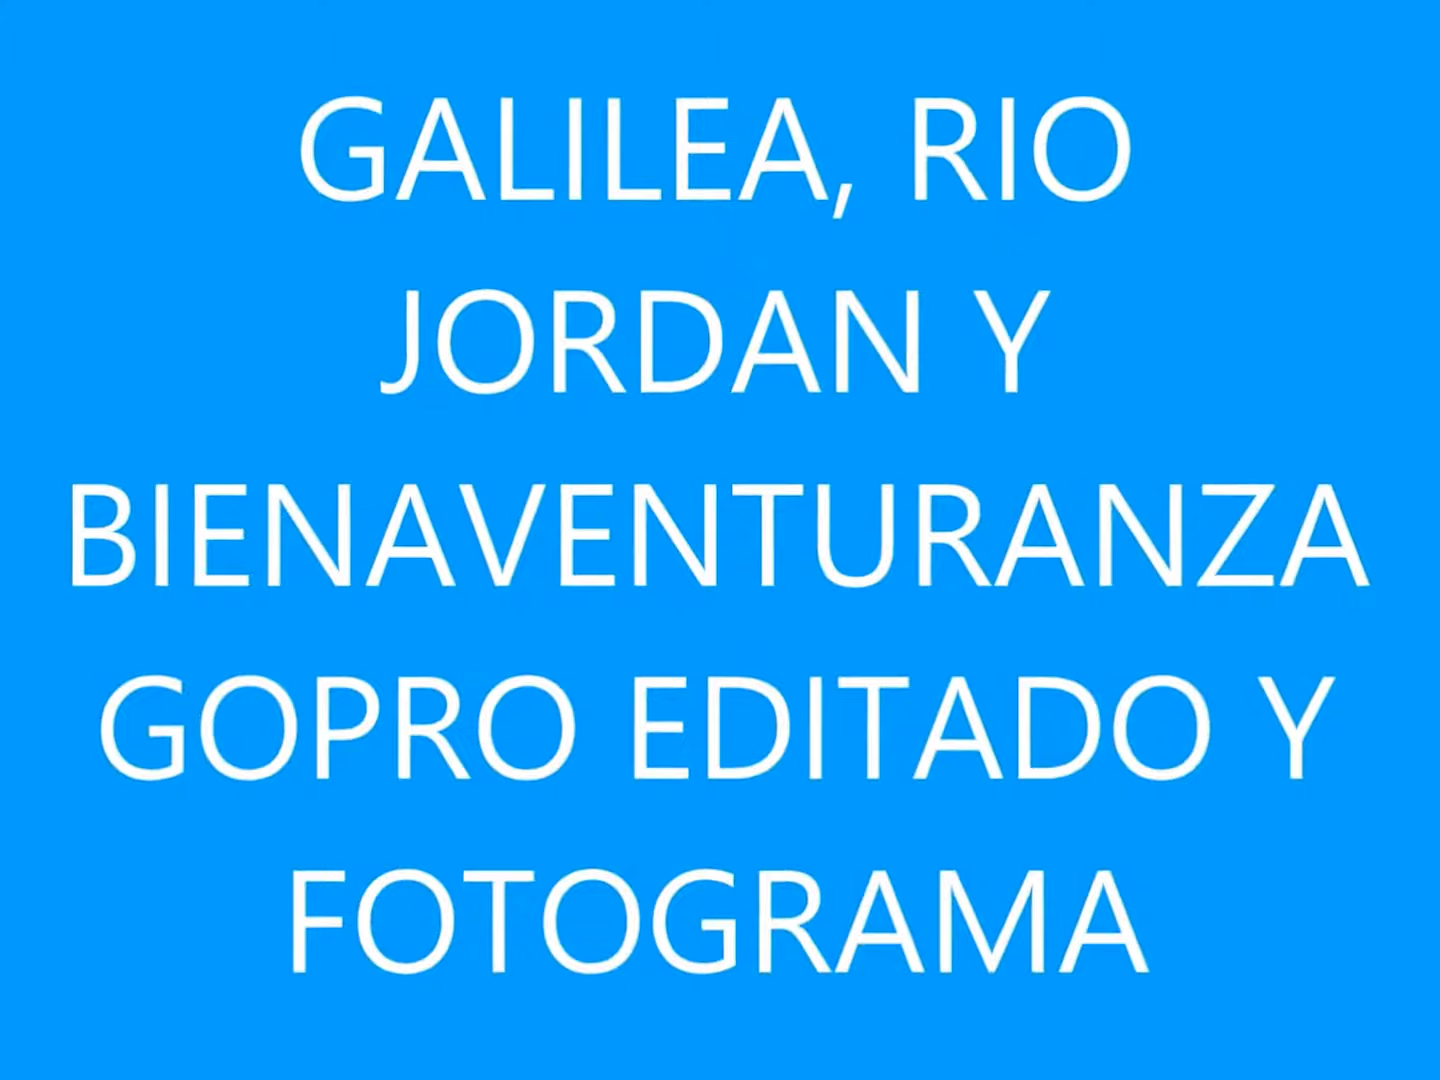 GALILEA, RIO
JORDAN Y
BIENAVENTURANZA
GOPRO EDITADO Y
FOTOGRAMA